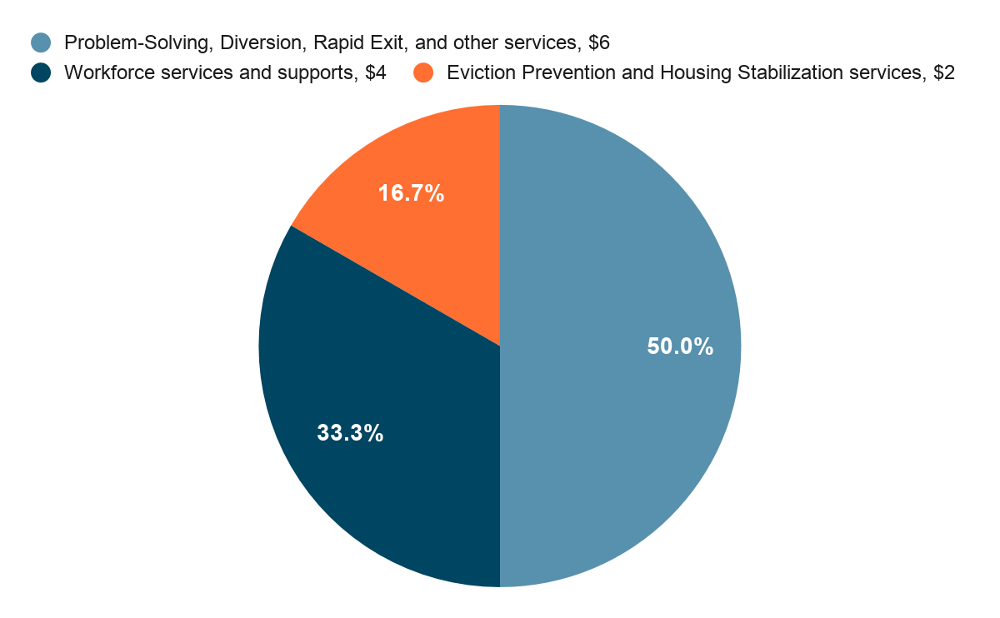 Problem-Solving, Diversion, Rapid Exit, and other services, $6
Workforce services and supports, $4 Eviction Prevention and Housing Stabilization services, $2
16.7%
50.0%
33.3%